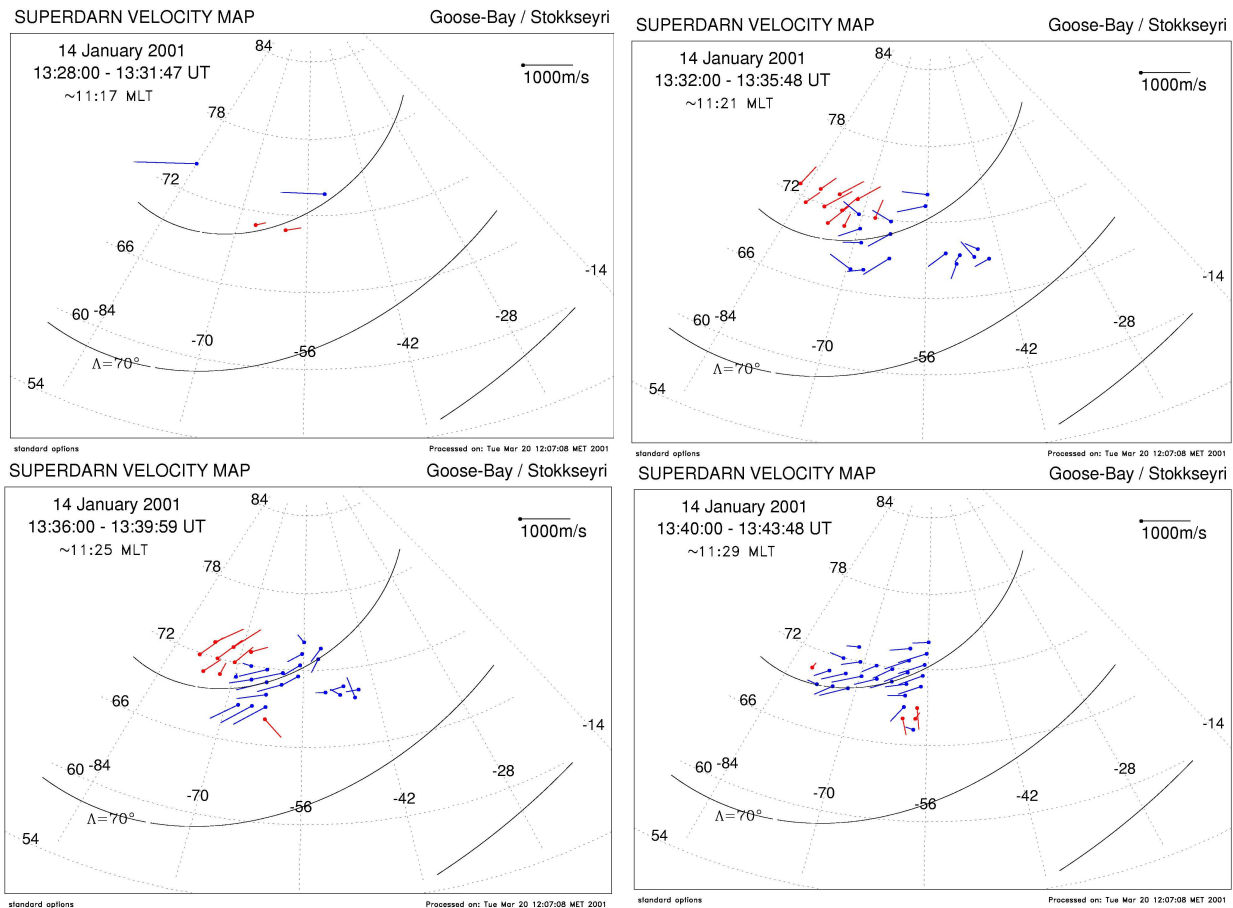 SUPERDARN VELOCITY MAP Goose-Bay / Stokkseyri
14 January 2001
13:28:00 - 13:31:47 UT
~11:17 MLT
1000m/s
84
78
72
66
60 -84
-70
-56
-42
-28
-14
Λ=70°
54
standard options Processed on: Tue Mar 20 12:07:08 MET 2001
SUPERDARN VELOCITY MAP Goose-Bay / Stokkseyri
14 January 2001
13:32:00 - 13:35:48 UT
~11:21 MLT
1000m/s
84
78
72
66
60 -84
-70
-56
-42
-28
-14
Λ=70°
54
standard options Processed on: Tue Mar 20 12:07:08 MET 2001
SUPERDARN VELOCITY MAP Goose-Bay / Stokkseyri
14 January 2001
13:36:00 - 13:39:59 UT
~11:25 MLT
1000m/s
84
78
72
66
60 -84
-70
-56
-42
-28
-14
Λ=70°
54
standard options Processed on: Tue Mar 20 12:07:08 MET 2001
SUPERDARN VELOCITY MAP Goose-Bay / Stokkseyri
14 January 2001
13:40:00 - 13:43:48 UT
~11:29 MLT
1000m/s
84
78
72
66
60 -84
-70
-56
-42
-28
-14
Λ=70°
54
standard options Processed on: Tue Mar 20 12:07:08 MET 2001